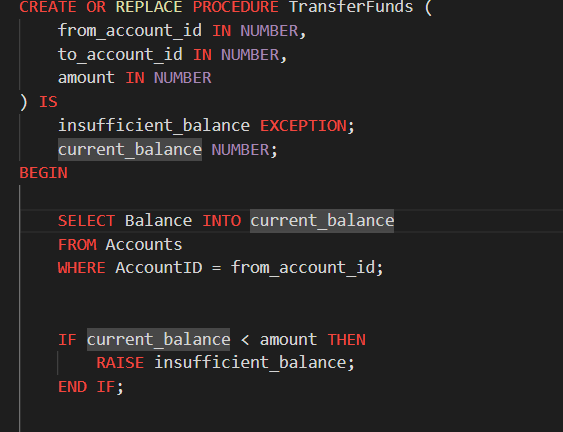 CREATE OR REPLACE PROCEDURE TransferFunds (
    from_account_id IN NUMBER,
    to_account_id IN NUMBER,
    amount IN NUMBER
) IS
    insufficient_balance EXCEPTION;
    current_balance NUMBER;
BEGIN
    SELECT Balance INTO current_balance
    FROM Accounts
    WHERE AccountID = from_account_id;
    IF current_balance < amount THEN
        RAISE insufficient_balance;
    END IF;